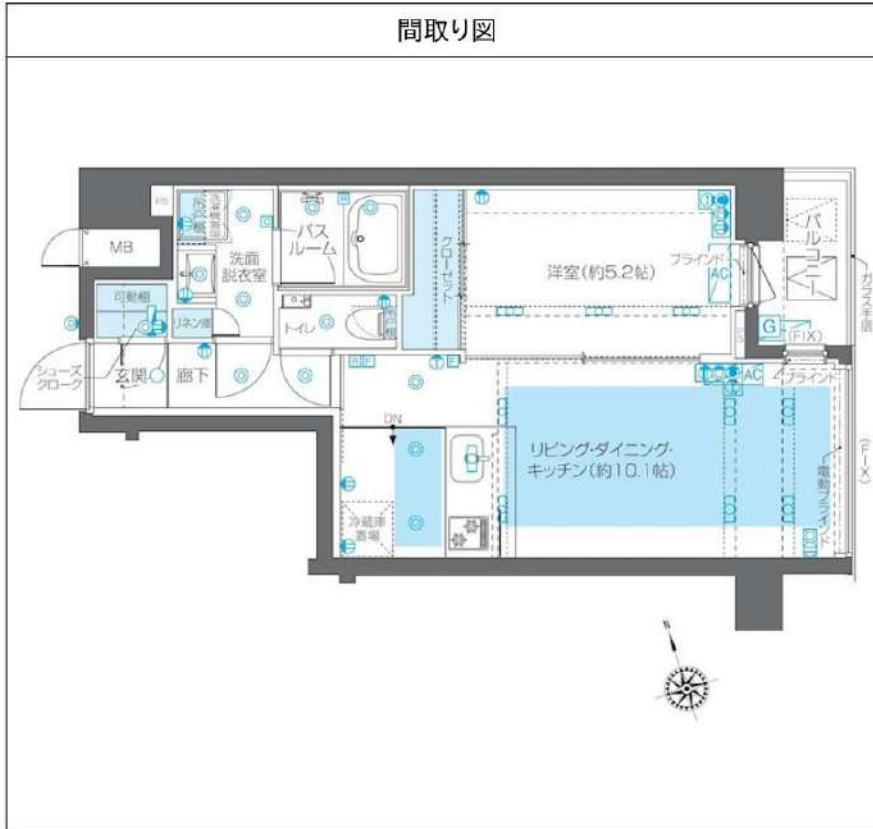 間取り図
PS
MB
洗濯機置場
洗面
脱衣室
バス
ルーム
クローゼット
洋室(約5.2帖)
ブラインド
AC
バルコニー
ガラス手摺
可動棚
リネン庫
トイレ
G
(FIX)
シューズ
クローク
玄関
廊下
AC
ブラインド
DN
リビング・ダイニング・
キッチン(約10.1帖)
電動ブラインド
(FIX)
冷蔵庫
置場
N